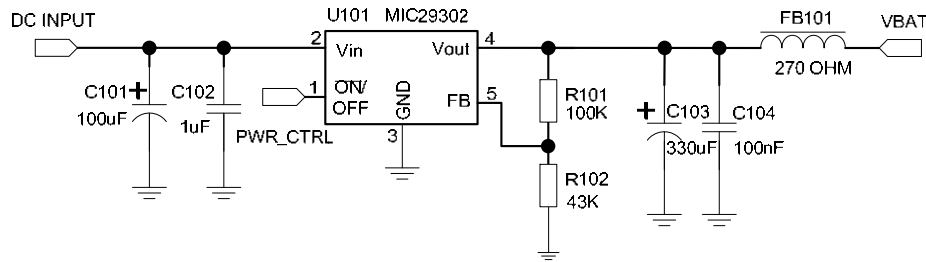 DC INPUT
U101 MIC29302
FB101
VBAT
270 OHM
2
Vin
Vout
4
1
ON/
OFF
GND
FB
5
3
PWR_CTRL
C101
100uF
C102
1uF
R101
100K
R102
43K
C103
330uF
C104
100nF